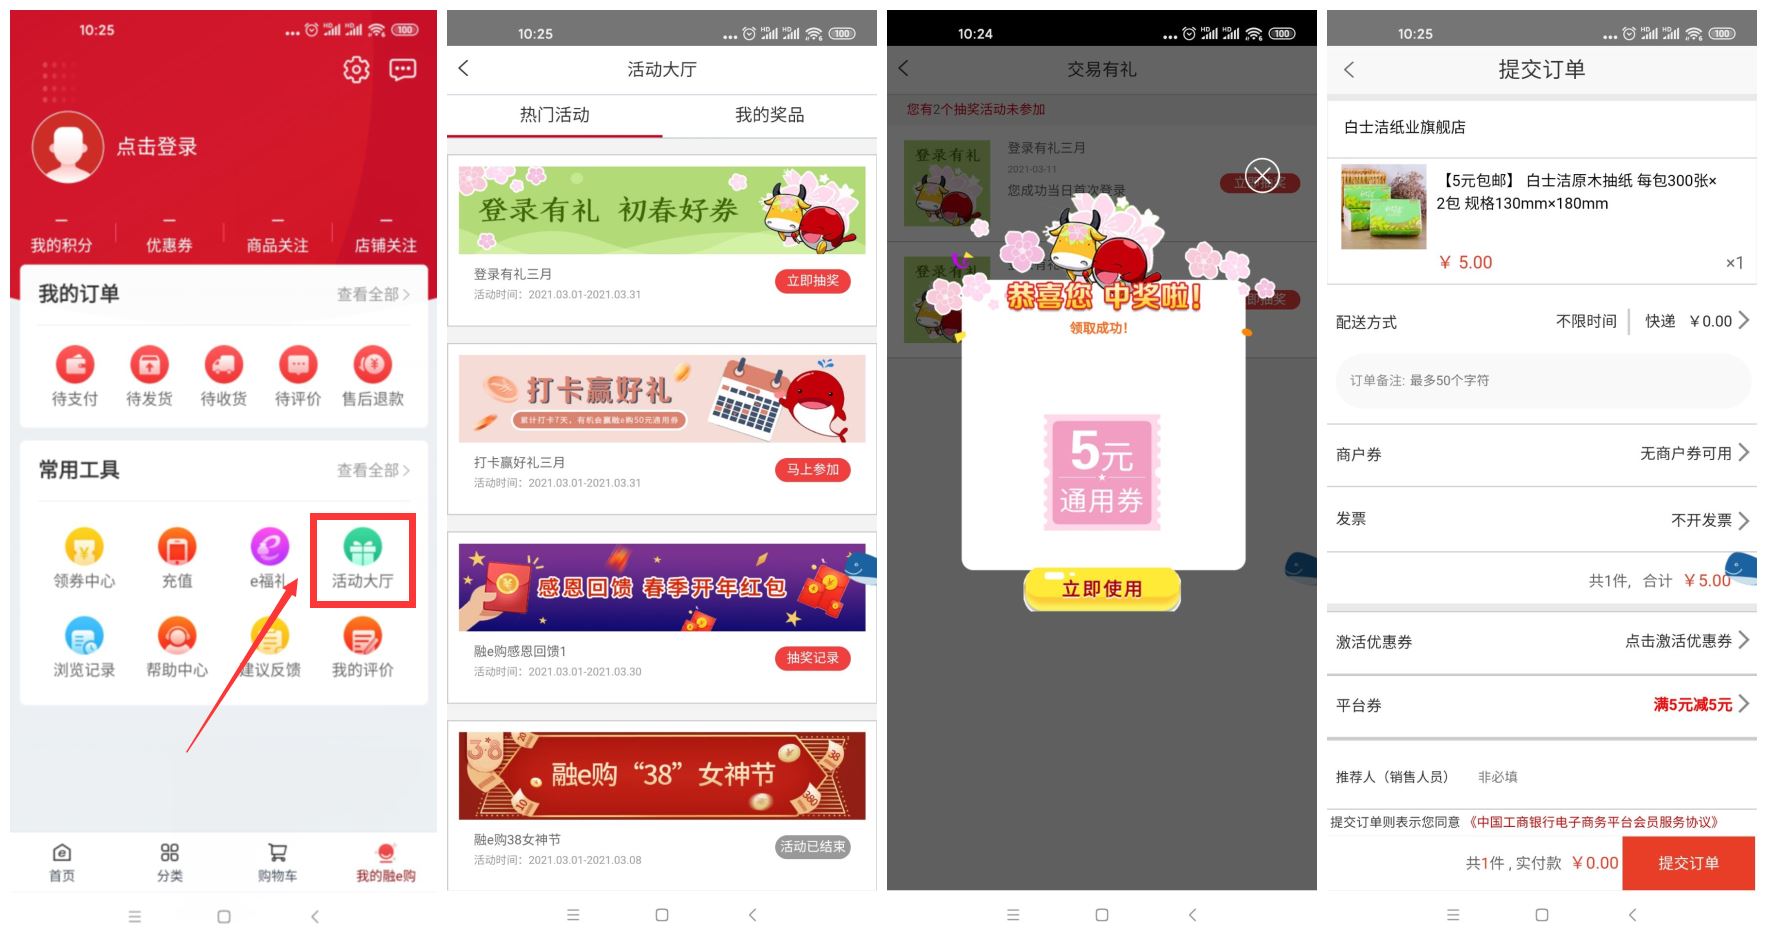 10:25
HD HD 6 100
点击登录
我的积分
优惠券
商品关注
店铺关注
我的订单
查看全部
待支付
待发货
待收货
待评价
售后退款
常用工具
查看全部
领券中心
充值
e福礼
活动大厅
浏览记录
帮助中心
建议反馈
我的评价
首页
分类
购物车
我的融e购
10:25
HD HD 6 100
活动大厅
热门活动
我的奖品
登录有礼 初春好券
登录有礼三月
活动时间：2021.03.01-2021.03.31
立即抽奖
打卡赢好礼
累计打卡7天，有机会赢融e购50元通用券
打卡赢好礼三月
活动时间：2021.03.01-2021.03.31
马上参加
感恩回馈 春季开年红包
融e购感恩回馈1
活动时间：2021.03.01-2021.03.30
抽奖记录
融e购“38”女神节
融e购38女神节
活动时间：2021.03.01-2021.03.08
活动已结束
10:24
HD HD 6 100
交易有礼
您有2个抽奖活动未参加
登录有礼
登录有礼三月
2021-03-11
您成功当日首次登录
立即抽奖
登录有礼
恭喜您 中奖啦!
领取成功!
5元
通用券
立即使用
10:25
HD HD 6 100
提交订单
白士洁纸业旗舰店
【5元包邮】 白士洁原木抽纸 每包300张×
2包 规格130mm×180mm
¥ 5.00
×1
配送方式
不限时间
快递 ¥0.00
订单备注: 最多50个字符
商户券
无商户券可用
发票
不开发票
共1件, 合计 ¥5.00
激活优惠券
点击激活优惠券
平台券
满5元减5元
推荐人（销售人员）
非必填
提交订单则表示您同意《中国工商银行电子商务平台会员服务协议》
共1件 , 实付款 ¥0.00
提交订单